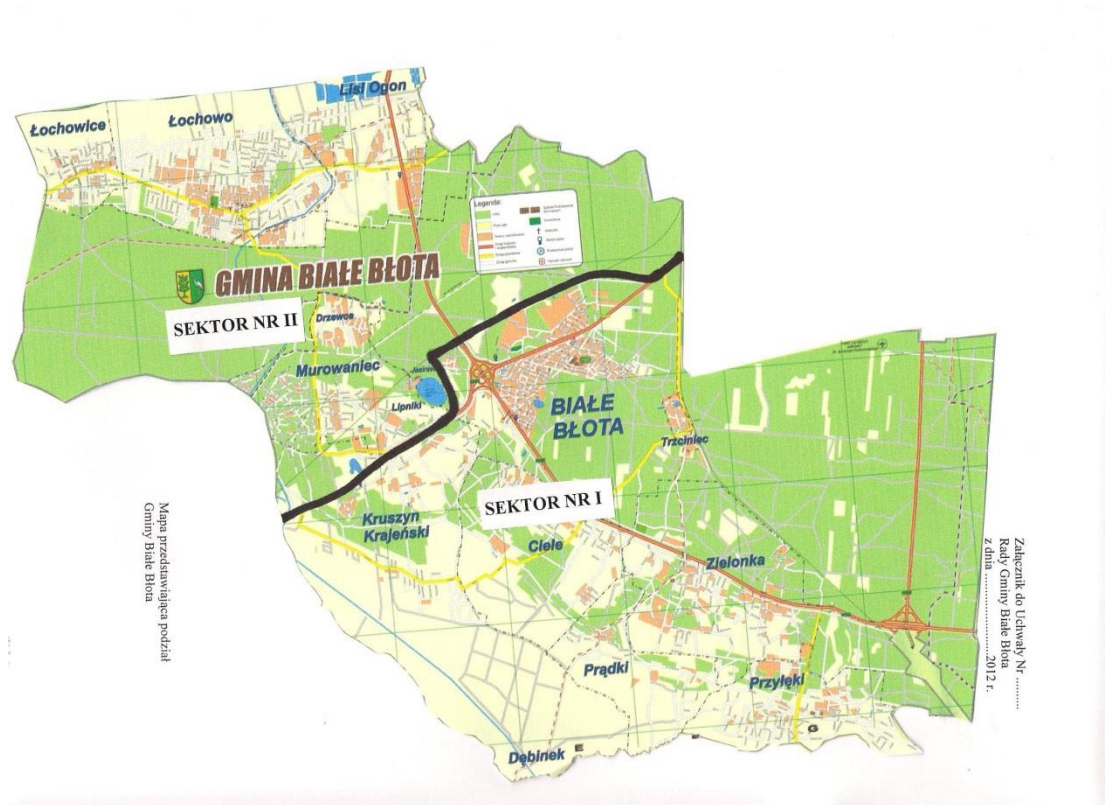 Lisi Ogon
Łochowo
Łochowice
Legenda:
GMINA BIAŁE BŁOTA
SEKTOR NR II
Drzewce
Murowaniec
Jasiniec
Lipniki
BIAŁE
BŁOTA
Trzciniec
SEKTOR NR I
Kruszyn
Krajeński
Ciele
Zielonka
Prądki
Przyłęki
Dębinek
E
E
G
Mapa przedstawiająca podział
Gminy Białe Błota
Załącznik do Uchwały Nr ..........
Rady Gminy Białe Błota
z dnia ........................2012 r.